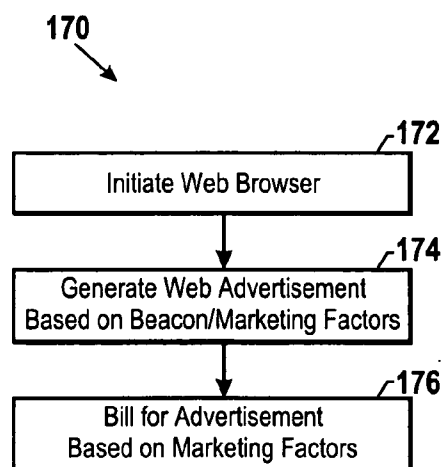 170
172
Initiate Web Browser
174
Generate Web Advertisement
Based on Beacon/Marketing Factors
176
Bill for Advertisement
Based on Marketing Factors